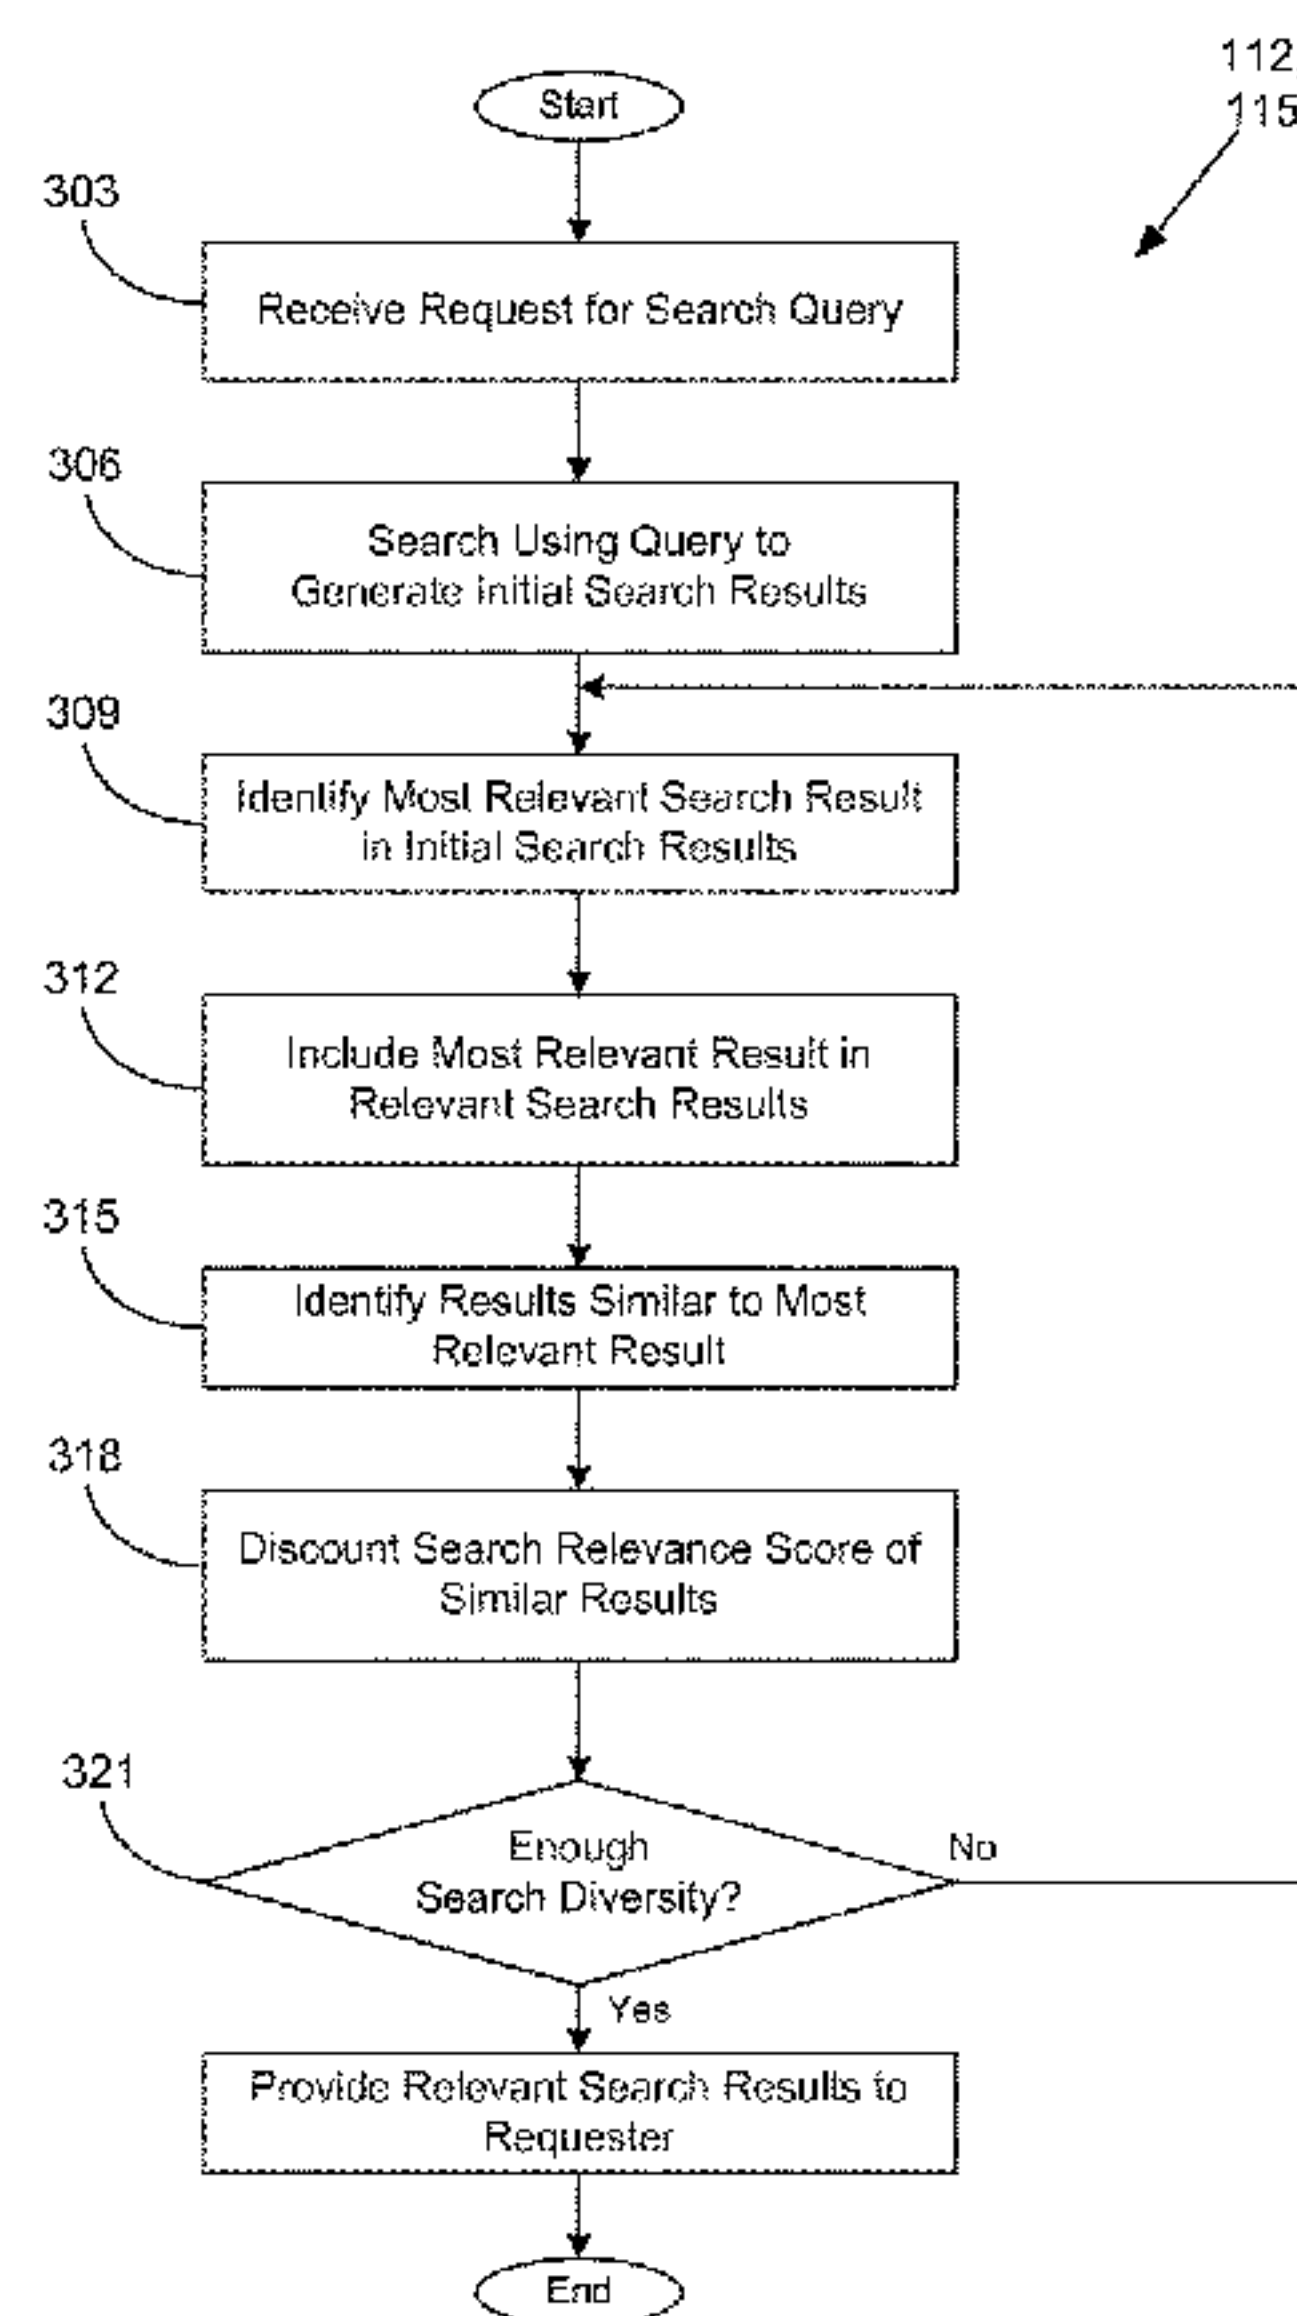 Start
112,
115
303
Receive Request for Search Query
306
Search Using Query to
Generate Initial Search Results
309
Identify Most Relevant Search Result
in Initial Search Results
312
Include Most Relevant Result in
Relevant Search Results
315
Identify Results Similar to Most
Relevant Result
318
Discount Search Relevance Score of
Similar Results
321
Enough
Search Diversity?
No
Yes
Provide Relevant Search Results to
Requester
End